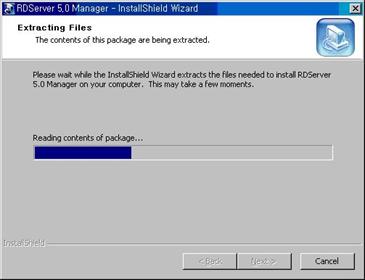 RDServer 5.0 Manager - InstallShield Wizard
Extracting Files
The contents of this package are being extracted.
Please wait while the InstallShield Wizard extracts the files needed to install RDServer
5.0 Manager on your computer. This may take a few moments.
Reading contents of package...
InstallShield
< Back
Next >
Cancel